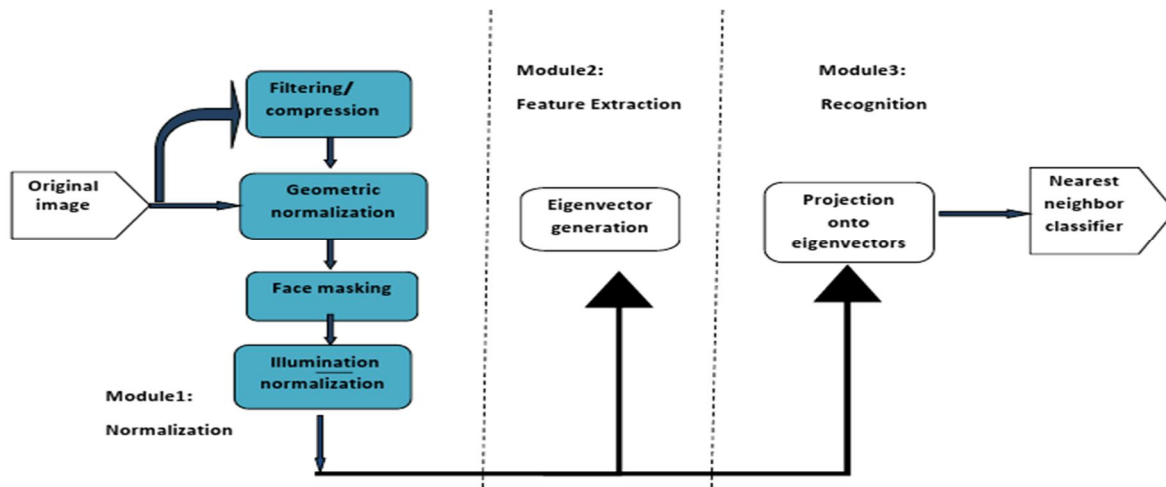 Original
image
Filtering/
compression
Geometric
normalization
Face masking
Illumination
normalization
Module1:
Normalization
Module2:
Feature Extraction
Eigenvector
generation
Module3:
Recognition
Projection
onto
eigenvectors
Nearest
neighbor
classifier